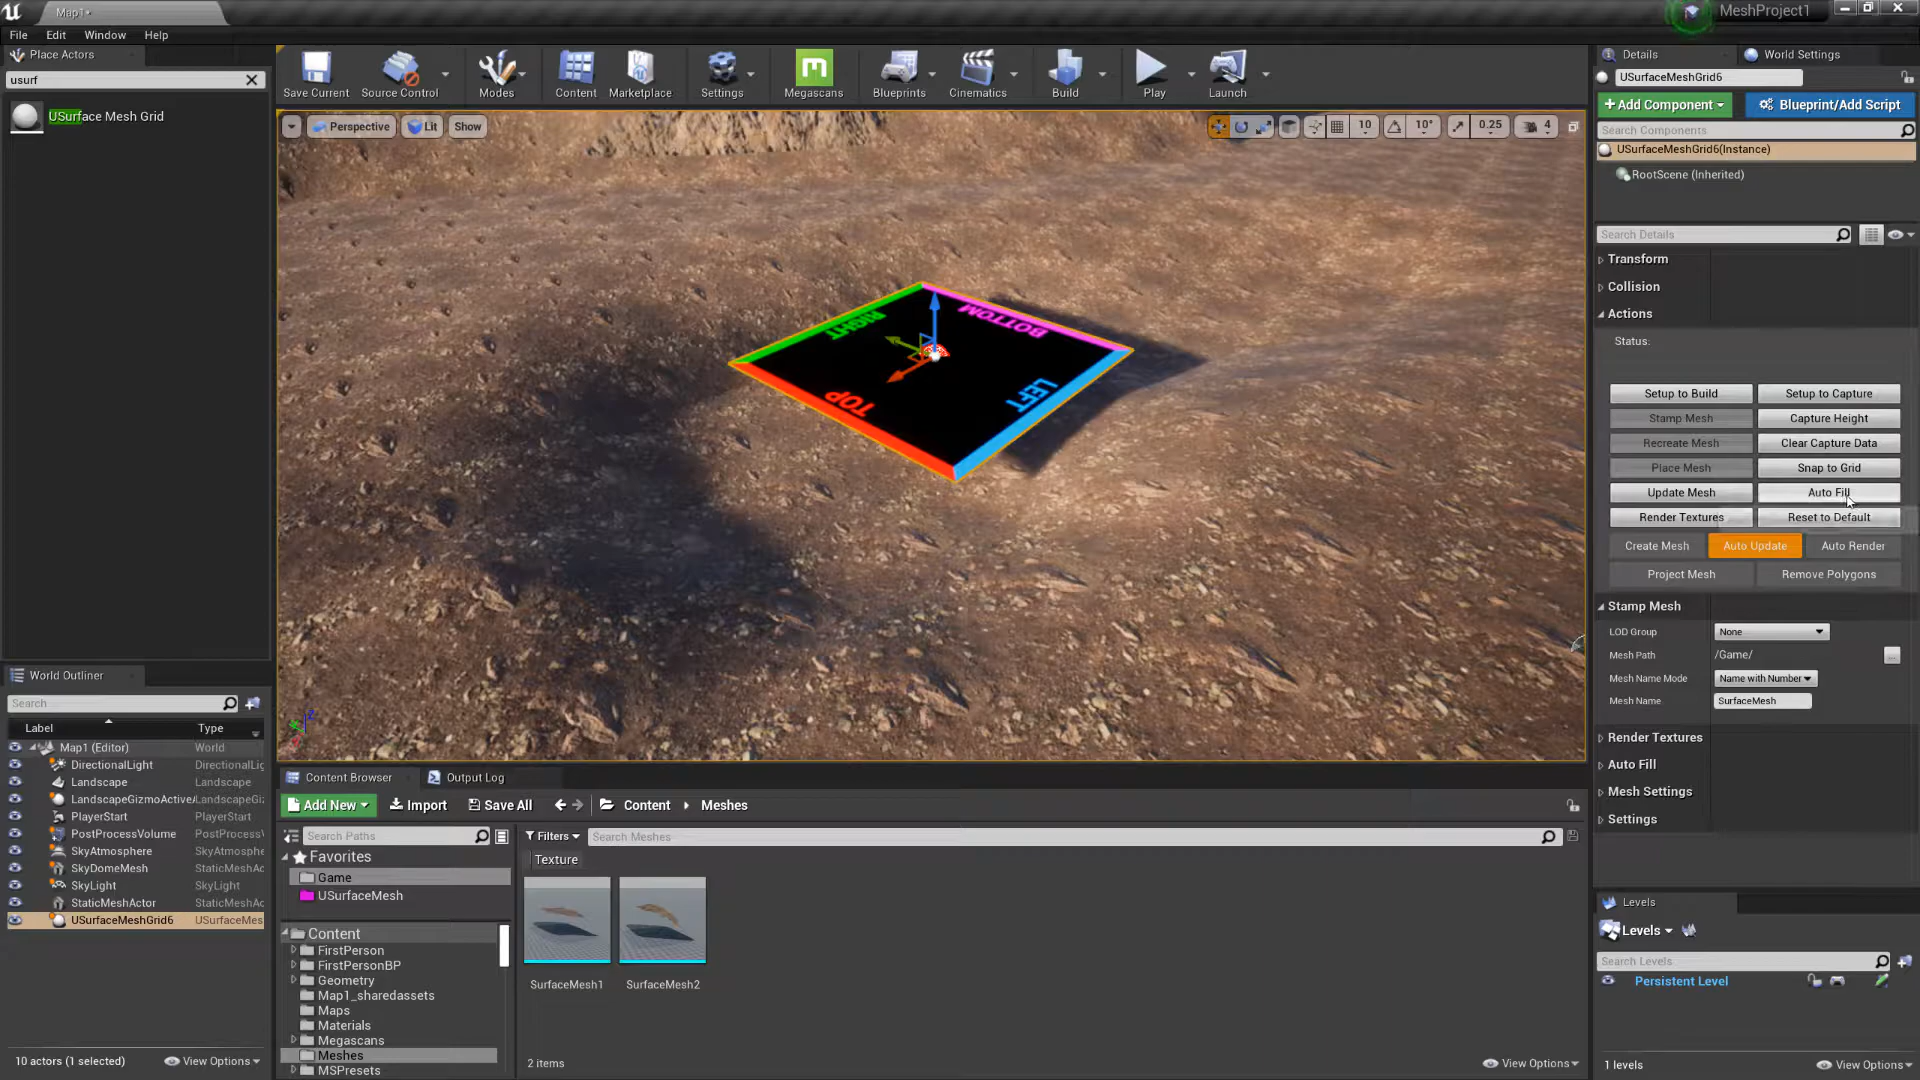 Map1*
MeshProject1
File Edit Window Help
Place Actors
usurf
USurface Mesh Grid
Save Current
Source Control
Modes
Content
Marketplace
Settings
Megascans
Blueprints
Cinematics
Build
Play
Launch
Perspective
Lit
Show
10
10°
0.25
4
RIGHT
BOTTOM
TOP
LEFT
Details
World Settings
USurfaceMeshGrid6
+ Add Component
Blueprint/Add Script
Search Components
USurfaceMeshGrid6(Instance)
RootScene (Inherited)
Search Details
Transform
Collision
Actions
Status:
Setup to Build
Setup to Capture
Stamp Mesh
Capture Height
Recreate Mesh
Clear Capture Data
Place Mesh
Snap to Grid
Update Mesh
Auto Fill
Render Textures
Reset to Default
Create Mesh
Auto Update
Auto Render
Project Mesh
Remove Polygons
Stamp Mesh
LOD Group None
Mesh Path /Game/ ...
Mesh Name Mode Name with Number
Mesh Name SurfaceMesh
Render Textures
Auto Fill
Mesh Settings
Settings
World Outliner
Search
Label Type
Map1 (Editor) World
DirectionalLight DirectionalLig
Landscape Landscape
LandscapeGizmoActive LandscapeGi
PlayerStart PlayerStart
PostProcessVolume PostProcessV
SkyAtmosphere SkyAtmosphere
SkyDomeMesh StaticMeshAc
SkyLight SkyLight
StaticMeshActor StaticMeshAc
USurfaceMeshGrid6 USurfaceMes
10 actors (1 selected)
View Options
Content Browser
Output Log
Add New
Import
Save All
Content
Meshes
Search Paths
Filters
Search Meshes
Favorites
Texture
Game
USurfaceMesh
Content
FirstPerson
FirstPersonBP
Geometry
Map1_sharedassets
Maps
Materials
Megascans
Meshes
MSPresets
SurfaceMesh1
SurfaceMesh2
2 items
View Options
Levels
Levels
Search Levels
Persistent Level
1 levels
View Options